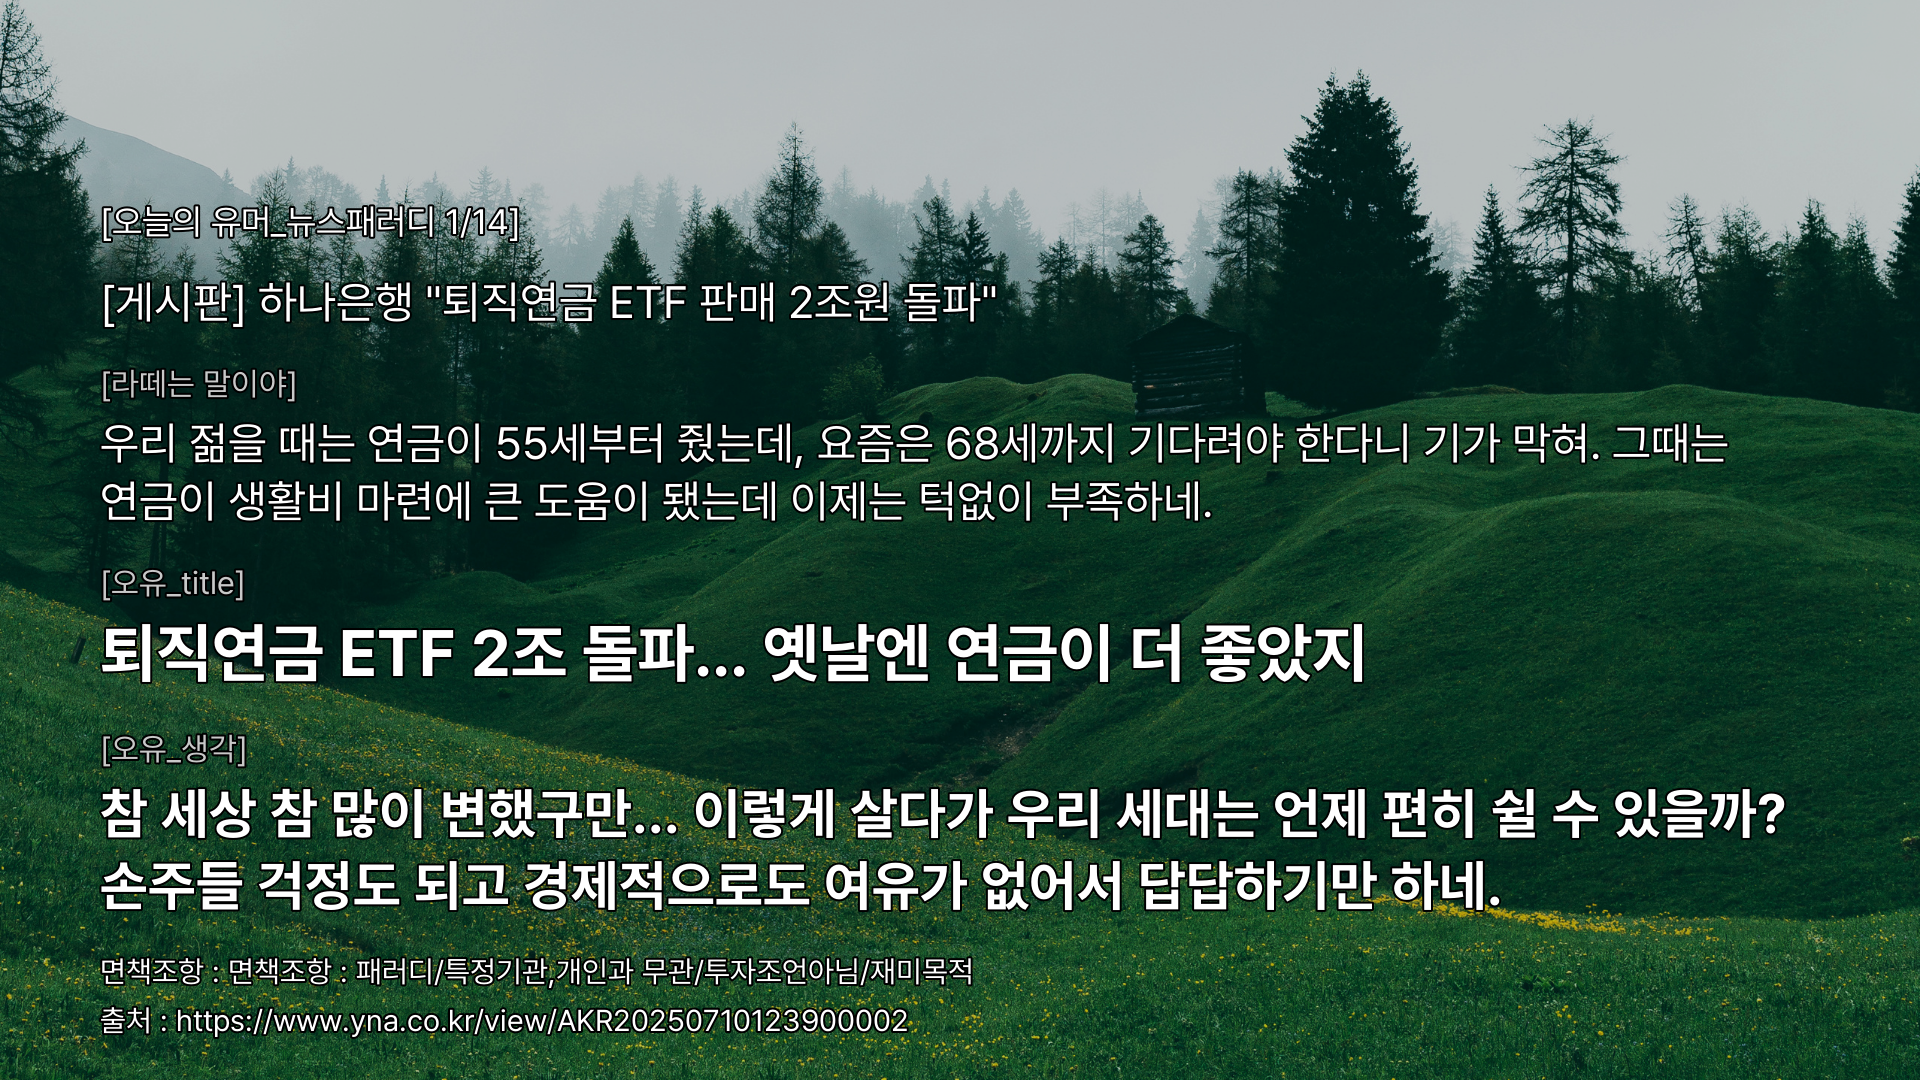 [오늘의 유머_뉴스패러디 1/14]
[게시판] 하나은행 "퇴직연금 ETF 판매 2조원 돌파"
[라떼는 말이야]
우리 젊을 때는 연금이 55세부터 줬는데, 요즘은 68세까지 기다려야 한다니 기가 막혀. 그때는
연금이 생활비 마련에 큰 도움이 됐는데 이제는 턱없이 부족하네.
[오유_title]
퇴직연금 ETF 2조 돌파... 옛날엔 연금이 더 좋았지
[오유_생각]
참 세상 참 많이 변했구만... 이렇게 살다가 우리 세대는 언제 편히 쉴 수 있을까?
손주들 걱정도 되고 경제적으로도 여유가 없어서 답답하기만 하네.
면책조항 : 면책조항 : 패러디/특정기관,개인과 무관/투자조언아님/재미목적
출처 : https://www.yna.co.kr/view/AKR20250710123900002